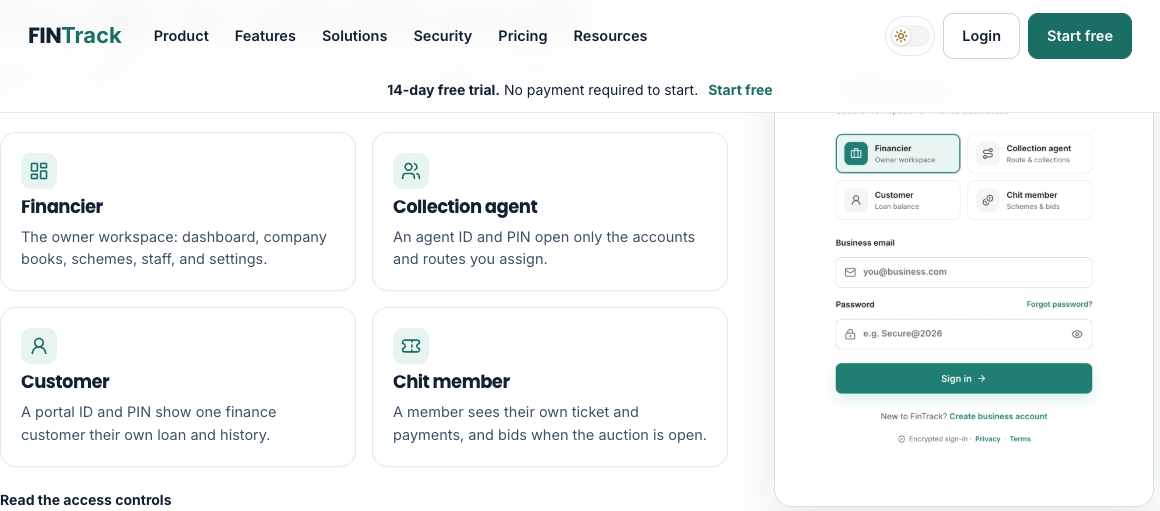 FINTrack
Product
Features
Solutions
Security
Pricing
Resources
Login
Start free
14-day free trial. No payment required to start. Start free
Financier
The owner workspace: dashboard, company
books, schemes, staff, and settings.
Collection agent
An agent ID and PIN open only the accounts
and routes you assign.
Customer
A portal ID and PIN show one finance
customer their own loan and history.
Chit member
A member sees their own ticket and
payments, and bids when the auction is open.
Read the access controls
Financier
Owner workspace
Collection agent
Route & collections
Customer
Loan balance
Chit member
Schemes & bids
Business email
you@business.com
Password
Forgot password?
e.g. Secure@2026
Sign in →
New to FinTrack? Create business account
Encrypted sign-in · Privacy · Terms